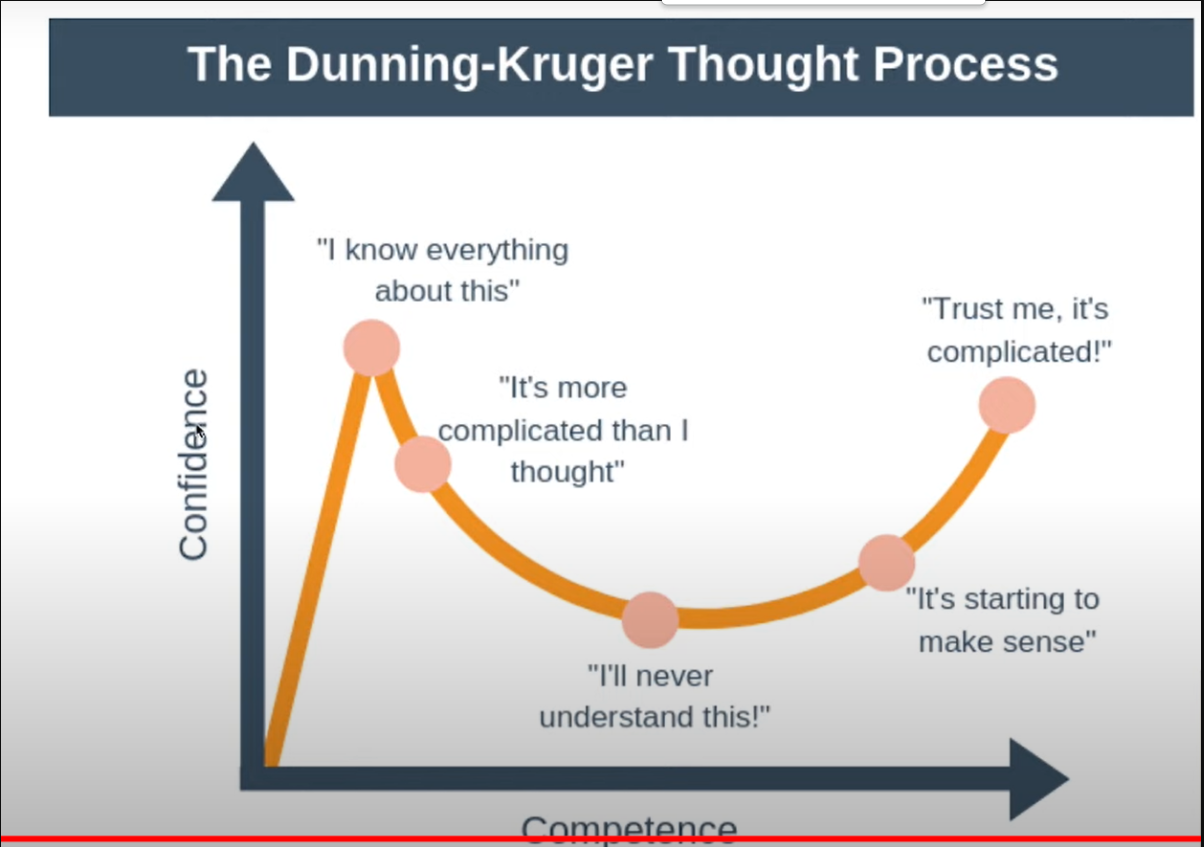 The Dunning-Kruger Thought Process
"I know everything
about this"
"It's more
complicated than I
thought"
"Trust me, it's
complicated!"
Confidence
"It's starting to
make sense"
"I'll never
understand this!"
Competence